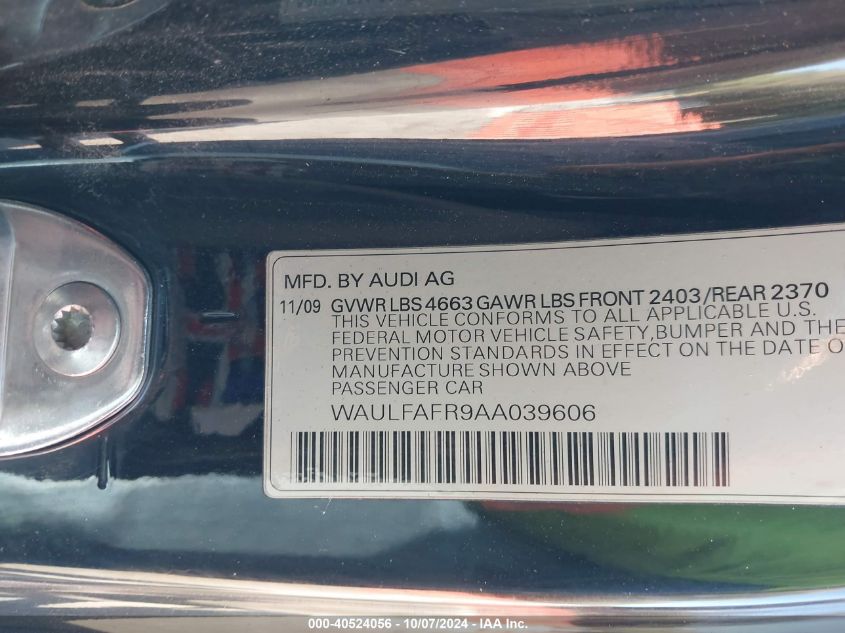 MFD. BY AUDI AG
11/09 GVWR LBS 4663 GAWR LBS FRONT 2403/REAR 2370
THIS VEHICLE CONFORMS TO ALL APPLICABLE U.S.
FEDERAL MOTOR VEHICLE SAFETY, BUMPER AND THE
PREVENTION STANDARDS IN EFFECT ON THE DATE O
MANUFACTURE SHOWN ABOVE
PASSENGER CAR
WAULFAFR9AA039606
000-40524056 - 10/07/2024 - IAA Inc.